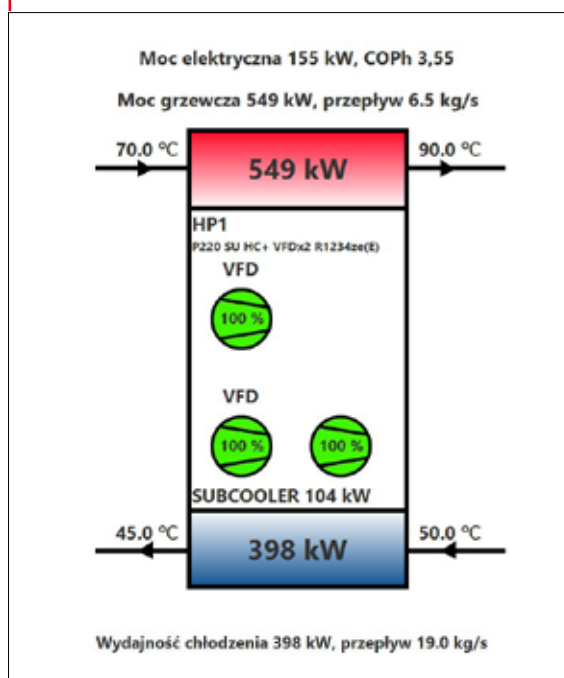 Moc elektryczna 155 kW, COPh 3,55
Moc grzewcza 549 kW, przepływ 6.5 kg/s
70.0 °C 90.0 °C
549 kW
HP1
P220 SU HC+ VFDx2 R1234ze(E)
VFD
100 %
VFD
100 % 100 %
SUBCOOLER 104 kW
45.0 °C 50.0 °C
398 kW
Wydajność chłodzenia 398 kW, przepływ 19.0 kg/s